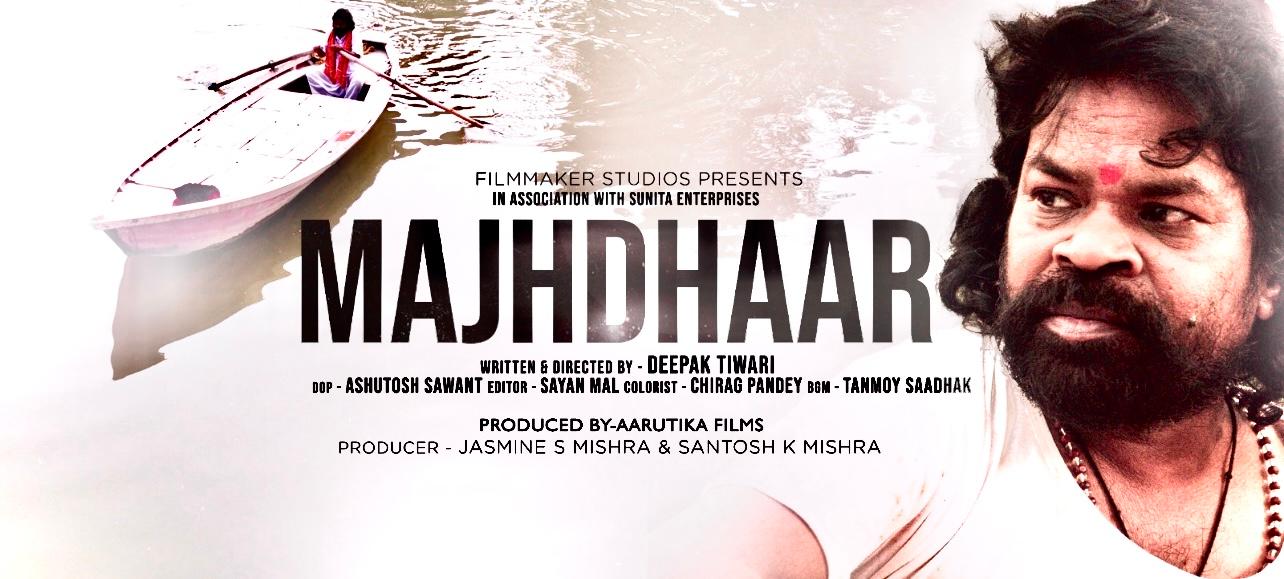 FILMMAKER STUDIOS PRESENTS
IN ASSOCIATION WITH SUNITA ENTERPRISES
MAJHDHAAR
WRITTEN & DIRECTED BY - DEEPAK TIWARI
DOP - ASHUTOSH SAWANT EDITOR - SAYAN MAL COLORIST - CHIRAG PANDEY BGM - TANMOY SAADHAK
PRODUCED BY-AARUTIKA FILMS
PRODUCER - JASMINE S MISHRA & SANTOSH K MISHRA